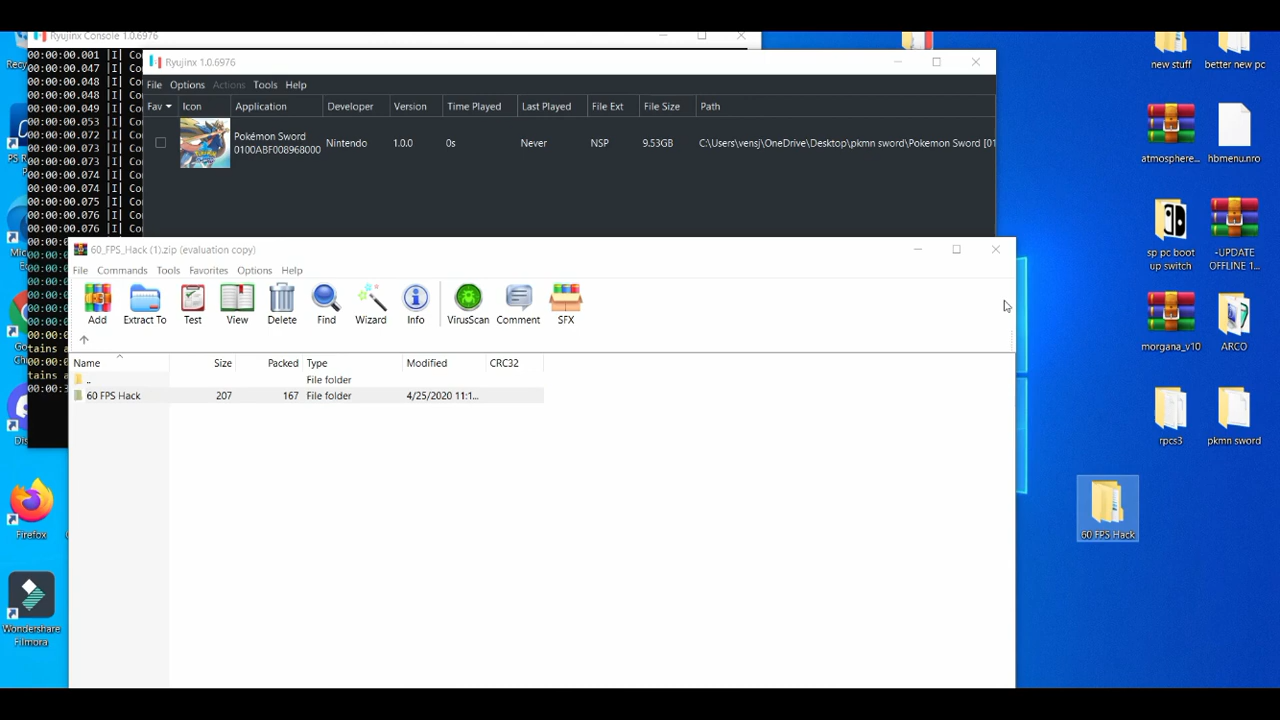 Ryujinx Console 1.0.6976
00:00:00.001 |I| Co
00:00:00.047 |I| Co
00:00:00.048 |I| Co
00:00:00.048 |I| Co
00:00:00.049 |I| Co
00:00:00.053 |I| Co
00:00:00.072 |I| Co
00:00:00.073 |I| Co
00:00:00.073 |I| Co
00:00:00.074 |I| Co
00:00:00.074 |I| Co
00:00:00.075 |I| Co
00:00:00.076 |I| Co
00:00:00.076 |I| Co
tains a
tains a
Ryujinx 1.0.6976
File Options Actions Tools Help
Fav Icon Application Developer Version Time Played Last Played File Ext File Size Path
Pokémon Sword
0100ABF008968000
Nintendo 1.0.0 0s Never NSP 9.53GB C:\Users\vensj\OneDrive\Desktop\pkmn sword\Pokemon Sword [01
60_FPS_Hack (1).zip (evaluation copy)
File Commands Tools Favorites Options Help
Add Extract To Test View Delete Find Wizard Info VirusScan Comment SFX
Name Size Packed Type Modified CRC32
.. File folder
60 FPS Hack 207 167 File folder 4/25/2020 11:1...
new stuff
better new pc
atmosphere...
hbmenu.nro
sp pc boot
up switch
-UPDATE
OFFLINE 1...
morgana_v10
ARCO
rpcs3
pkmn sword
60 FPS Hack
Firefox
Wondershare
Filmora